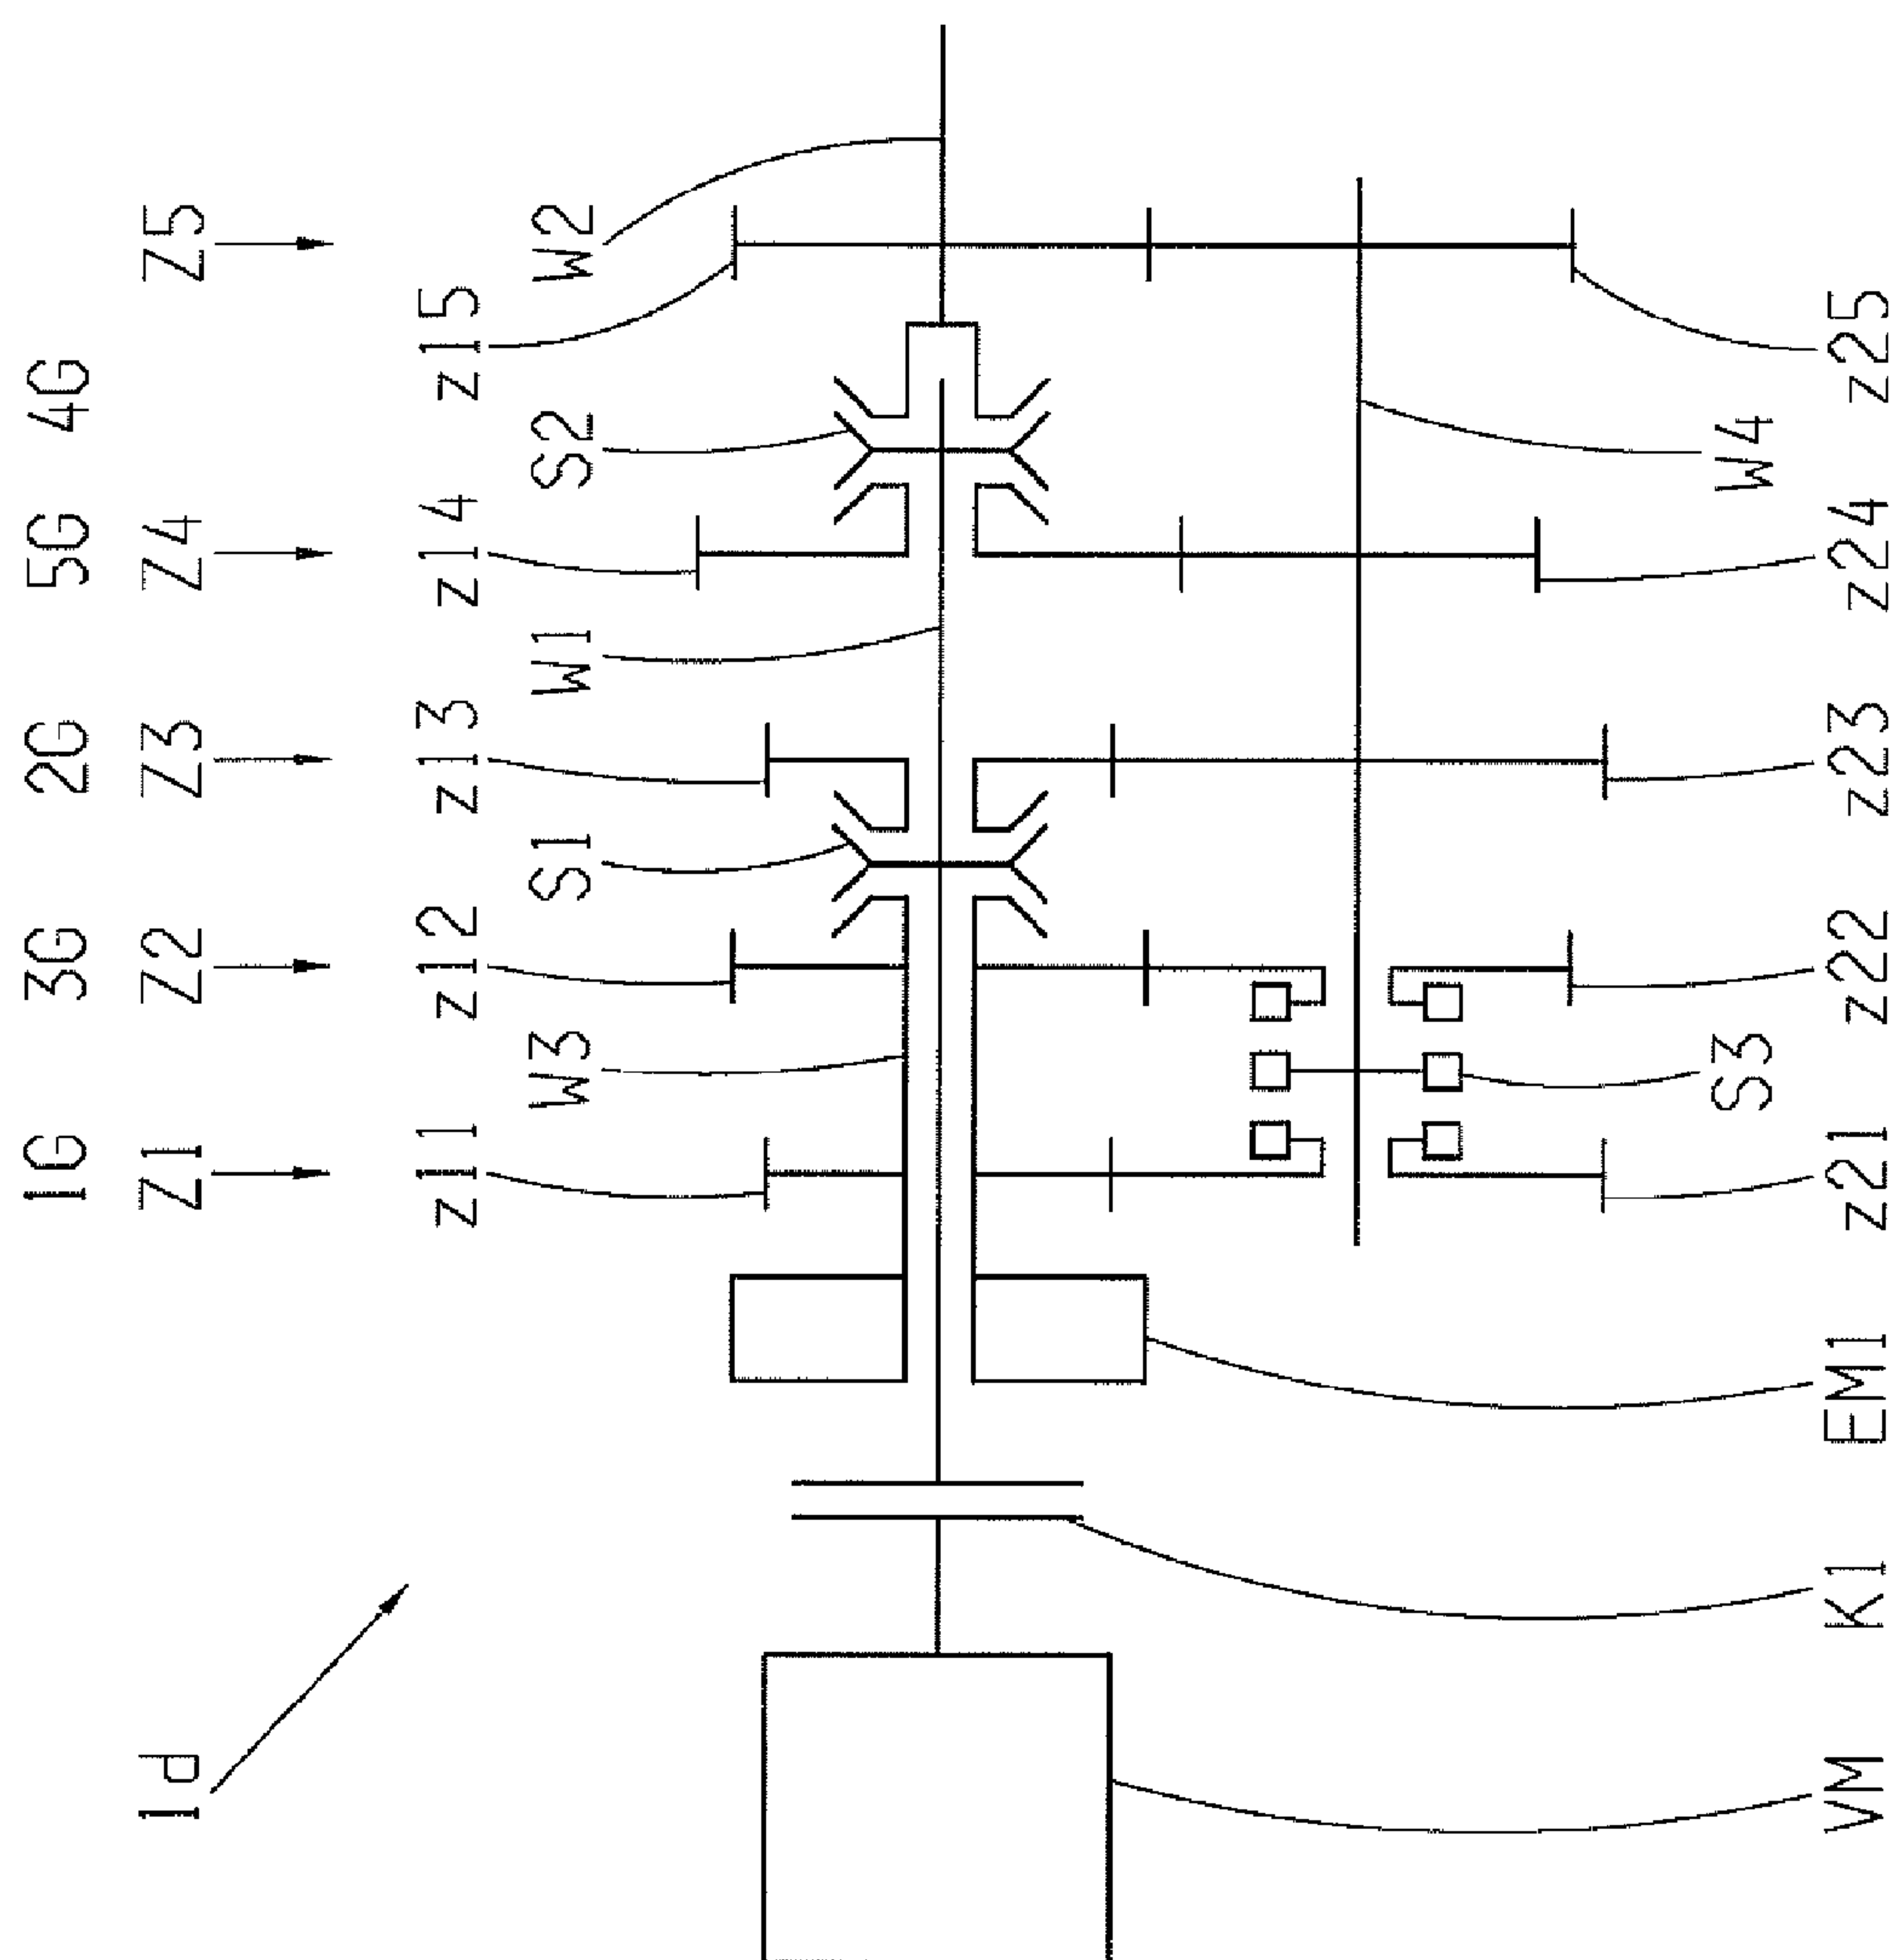 1G 3G 2G 5G 4G
1d Z1 Z2 Z3 Z4 Z5
z11 z12 z13 z14 z15
W3 S1 W1 S2 W2
S3 W4
VM K1 EM1 z21 z22 z23 z24 z25